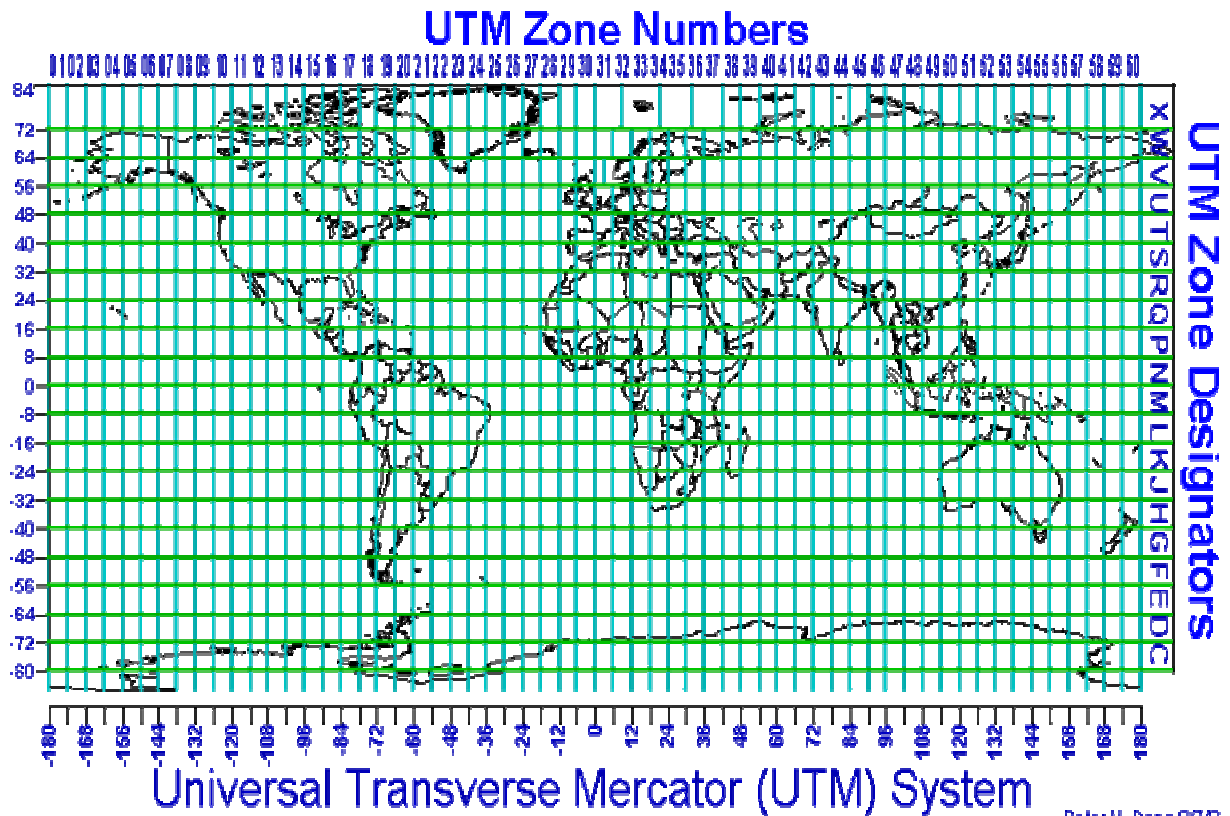 UTM Zone Numbers
01 02 03 04 05 06 07 08 09 10 11 12 13 14 15 16 17 18 19 20 21 22 23 24 25 26 27 28 29 30 31 32 33 34 35 36 37 38 39 40 41 42 43 44 45 46 47 48 49 50 51 52 53 54 55 56 57 58 59 60
84
72
64
56
48
40
32
24
16
8
0
-8
-16
-24
-32
-40
-48
-56
-64
-72
-80
X
W
V
U
T
S
R
Q
P
N
M
L
K
J
H
G
F
E
D
C
UTM Zone Designators
-180 -168 -156 -144 -132 -120 -108 -96 -84 -72 -60 -48 -36 -24 -12 0 12 24 36 48 60 72 84 96 108 120 132 144 156 168 180
Universal Transverse Mercator (UTM) System